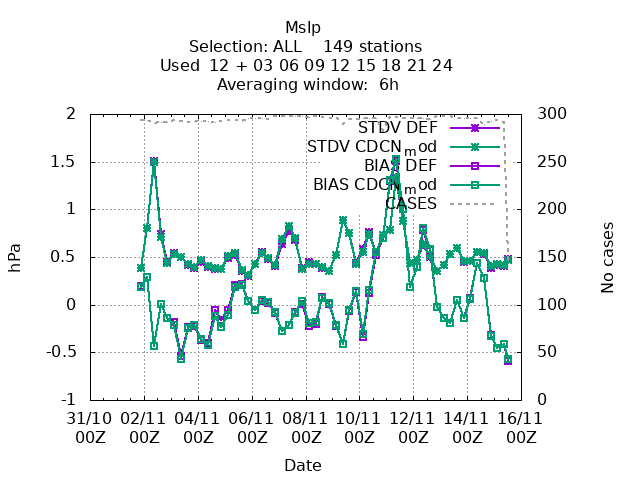 Mslp
Selection: ALL 149 stations
Used 12 + 03 06 09 12 15 18 21 24
Averaging window: 6h
STDV DEF
STDV CDCNmod
BIAS DEF
BIAS CDCNmod
CASES
2
1.5
1
0.5
0
-0.5
-1
hPa
300
250
200
150
100
50
0
No cases
31/10 02/11 04/11 06/11 08/11 10/11 12/11 14/11 16/11
00Z 00Z 00Z 00Z 00Z 00Z 00Z 00Z 00Z
Date